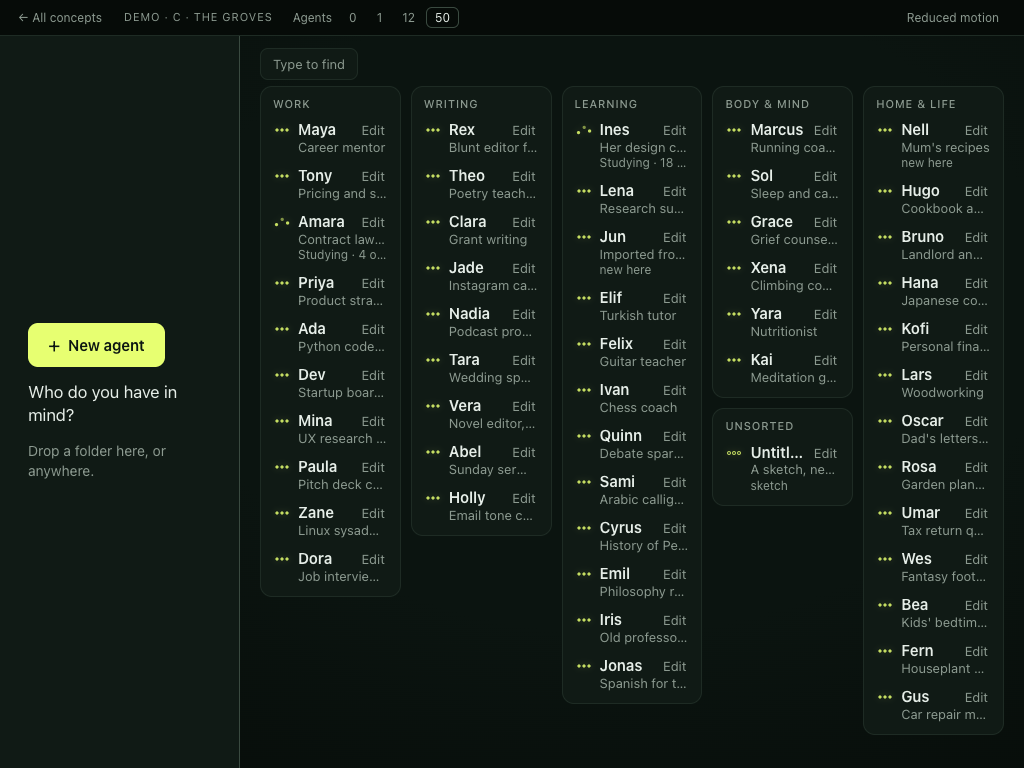 ← All concepts
DEMO · C · THE GROVES
Agents 0 1 12 50
Reduced motion
+ New agent
Who do you have in
mind?
Drop a folder here, or
anywhere.
Type to find
WORK
Maya Edit
Career mentor
Tony Edit
Pricing and s...
Amara Edit
Contract law...
Studying · 4 o...
Priya Edit
Product stra...
Ada Edit
Python code...
Dev Edit
Startup boar...
Mina Edit
UX research ...
Paula Edit
Pitch deck c...
Zane Edit
Linux sysad...
Dora Edit
Job intervie...
WRITING
Rex Edit
Blunt editor f...
Theo Edit
Poetry teach...
Clara Edit
Grant writing
Jade Edit
Instagram ca...
Nadia Edit
Podcast pro...
Tara Edit
Wedding sp...
Vera Edit
Novel editor,...
Abel Edit
Sunday ser...
Holly Edit
Email tone c...
LEARNING
Ines Edit
Her design c...
Studying · 18 ...
Lena Edit
Research su...
Jun Edit
Imported fro...
new here
Elif Edit
Turkish tutor
Felix Edit
Guitar teacher
Ivan Edit
Chess coach
Quinn Edit
Debate spar...
Sami Edit
Arabic callig...
Cyrus Edit
History of Pe...
Emil Edit
Philosophy r...
Iris Edit
Old professo...
Jonas Edit
Spanish for t...
BODY & MIND
Marcus Edit
Running coa...
Sol Edit
Sleep and ca...
Grace Edit
Grief counse...
Xena Edit
Climbing co...
Yara Edit
Nutritionist
Kai Edit
Meditation g...
UNSORTED
Untitl... Edit
A sketch, ne...
sketch
HOME & LIFE
Nell Edit
Mum's recipes
new here
Hugo Edit
Cookbook a...
Bruno Edit
Landlord an...
Hana Edit
Japanese co...
Kofi Edit
Personal fina...
Lars Edit
Woodworking
Oscar Edit
Dad's letters...
Rosa Edit
Garden plan...
Umar Edit
Tax return q...
Wes Edit
Fantasy foot...
Bea Edit
Kids' bedtim...
Fern Edit
Houseplant ...
Gus Edit
Car repair m...